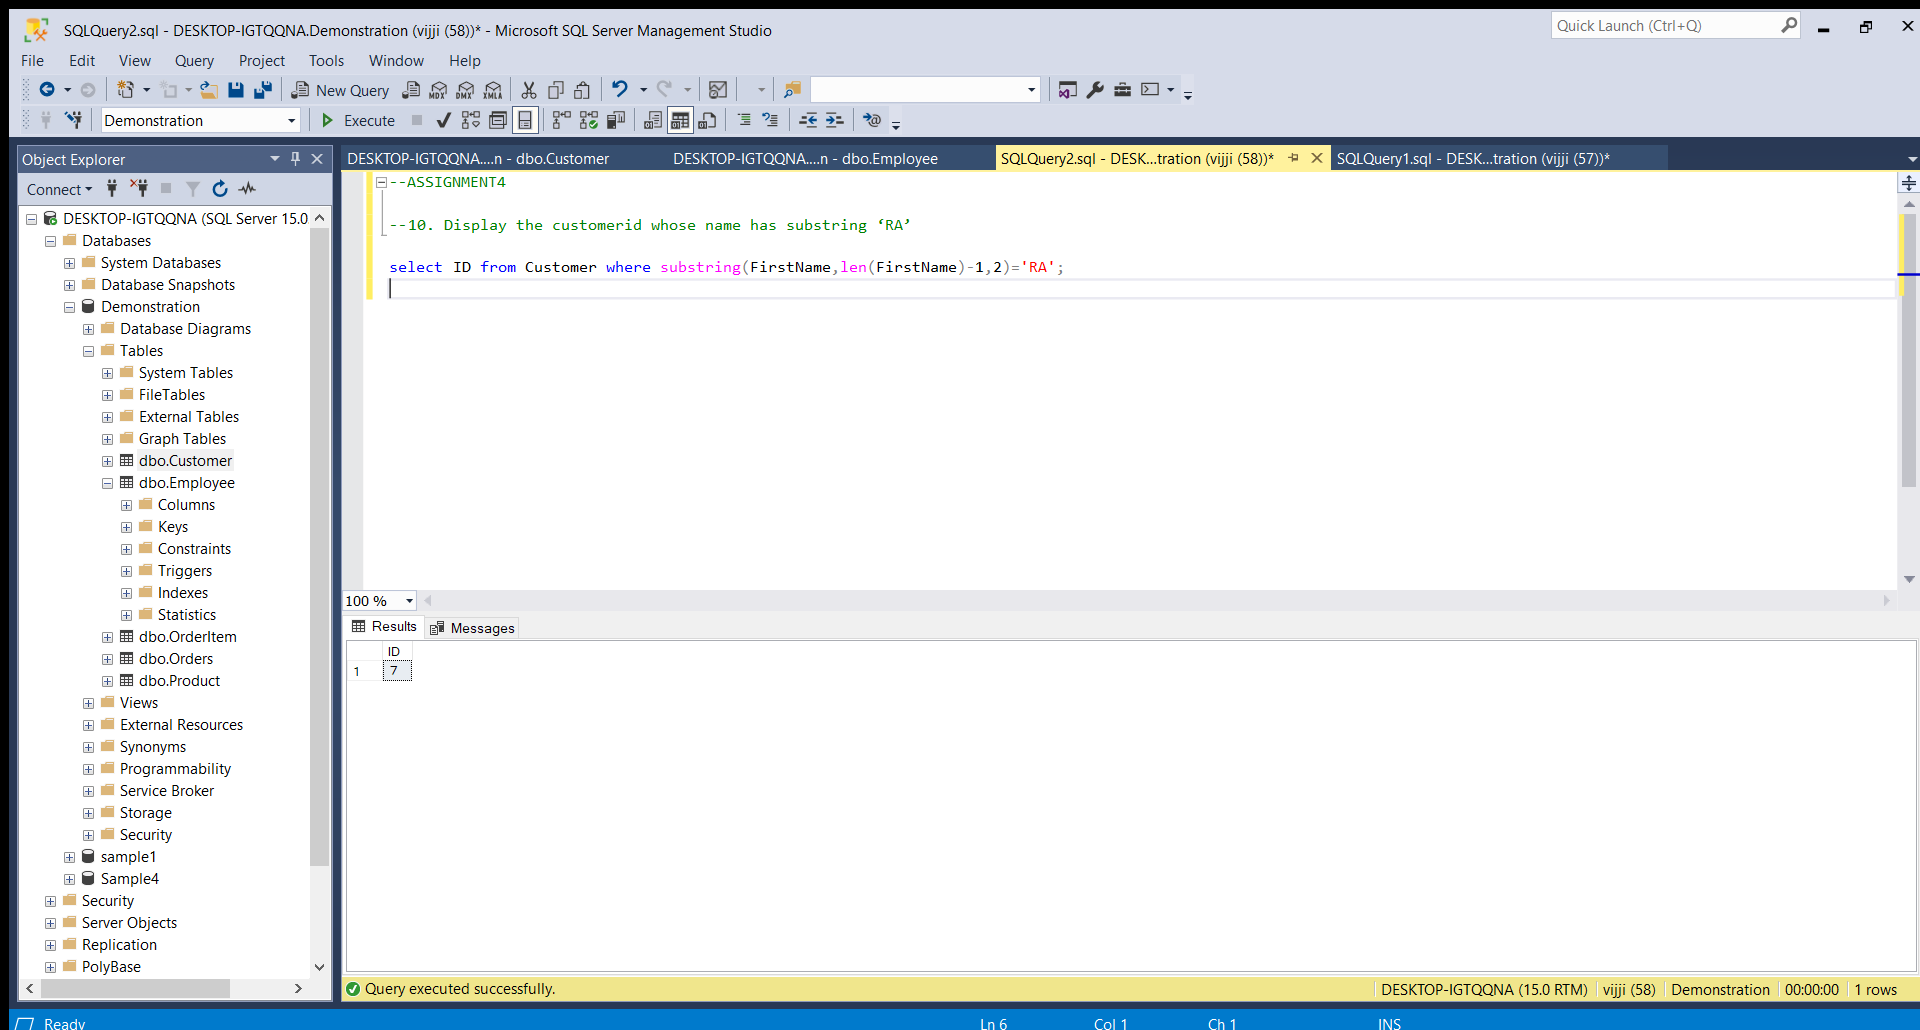 SQLQuery2.sql - DESKTOP-IGTQQNA.Demonstration (vijji (58))* - Microsoft SQL Server Management Studio
Quick Launch (Ctrl+Q)
File Edit View Query Project Tools Window Help
New Query MDX DMX XMLA
Demonstration Execute
Object Explorer
Connect
DESKTOP-IGTQQNA (SQL Server 15.0
Databases
System Databases
Database Snapshots
Demonstration
Database Diagrams
Tables
System Tables
FileTables
External Tables
Graph Tables
dbo.Customer
dbo.Employee
Columns
Keys
Constraints
Triggers
Indexes
Statistics
dbo.OrderItem
dbo.Orders
dbo.Product
Views
External Resources
Synonyms
Programmability
Service Broker
Storage
Security
sample1
Sample4
Security
Server Objects
Replication
PolyBase
DESKTOP-IGTQQNA....n - dbo.Customer DESKTOP-IGTQQNA....n - dbo.Employee SQLQuery2.sql - DESK...tration (vijji (58))* SQLQuery1.sql - DESK...tration (vijji (57))*
--ASSIGNMENT4
--10. Display the customerid whose name has substring ‘RA’
select ID from Customer where substring(FirstName,len(FirstName)-1,2)='RA';
100 %
Results Messages
ID
1 7
Query executed successfully. DESKTOP-IGTQQNA (15.0 RTM) vijji (58) Demonstration 00:00:00 1 rows
Ready Ln 6 Col 1 Ch 1 INS